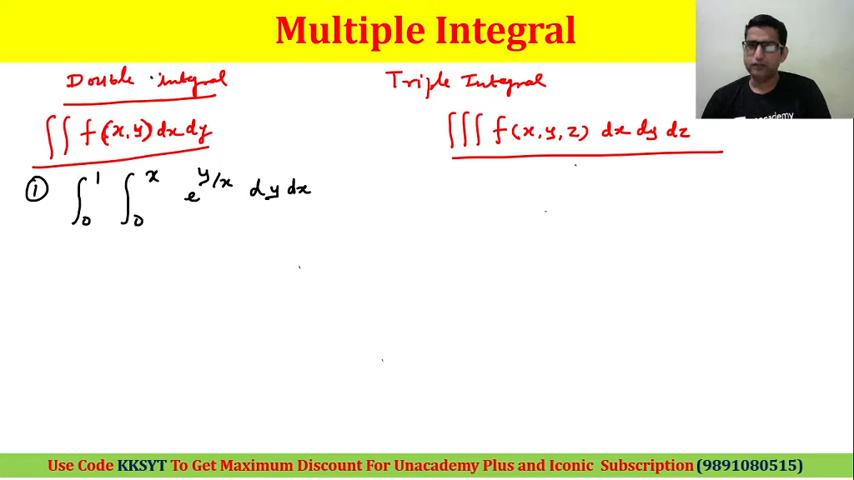 Multiple Integral
Double integral
∫∫ f(x,y) dx dy
Triple Integral
∫∫∫ f(x, y, z) dx dy dz
① ∫₀¹ ∫₀ˣ e^{y/x} dy dx
unacademy
Use Code KKSYT To Get Maximum Discount For Unacademy Plus and Iconic Subscription (9891080515)